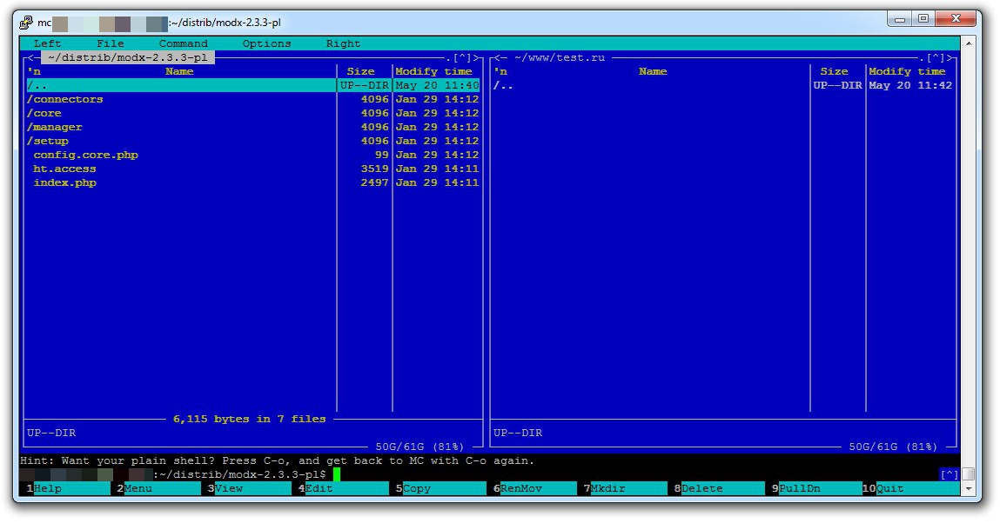 mc :~/distrib/modx-2.3.3-pl
Left File Command Options Right
<─ ~/distrib/modx-2.3.3-pl .[^]> <─ ~/www/test.ru .[^]>
'n Name Size Modify time 'n Name Size Modify time
/.. UP--DIR May 20 11:40 /.. UP--DIR May 20 11:42
/connectors 4096 Jan 29 14:12
/core 4096 Jan 29 14:12
/manager 4096 Jan 29 14:12
/setup 4096 Jan 29 14:12
config.core.php 99 Jan 29 14:12
ht.access 3519 Jan 29 14:11
index.php 2497 Jan 29 14:11
6,115 bytes in 7 files
UP--DIR UP--DIR
50G/61G (81%) 50G/61G (81%)
Hint: Want your plain shell? Press C-o, and get back to MC with C-o again.
:~/distrib/modx-2.3.3-pl$ [^]
1Help 2Menu 3View 4Edit 5Copy 6RenMov 7Mkdir 8Delete 9PullDn 10Quit